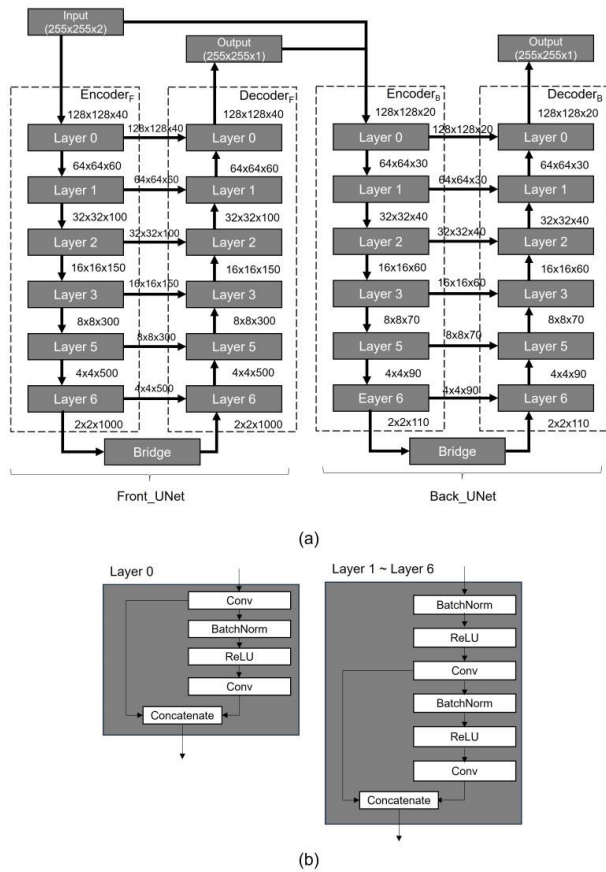 Input
(255x255x2)
Output
(255x255x1)
Output
(255x255x1)
Encoder_F
128x128x40
Layer 0
64x64x60
Layer 1
32x32x100
Layer 2
16x16x150
Layer 3
8x8x300
Layer 5
4x4x500
Layer 6
2x2x1000
128x128x40
64x64x60
32x32x100
16x16x150
8x8x300
4x4x500
Decoder_F
128x128x40
Layer 0
64x64x60
Layer 1
32x32x100
Layer 2
16x16x150
Layer 3
8x8x300
Layer 5
4x4x500
Layer 6
2x2x1000
Bridge
Front_UNet
Encoder_B
128x128x20
Layer 0
64x64x30
Layer 1
32x32x40
Layer 2
16x16x60
Layer 3
8x8x70
Layer 5
4x4x90
Eayer 6
2x2x110
128x128x20
64x64x30
32x32x40
16x16x60
8x8x70
4x4x90
Decoder_B
128x128x20
Layer 0
64x64x30
Layer 1
32x32x40
Layer 2
16x16x60
Layer 3
8x8x70
Layer 5
4x4x90
Layer 6
2x2x110
Bridge
Back_UNet
(a)
Layer 0
Conv
BatchNorm
ReLU
Conv
Concatenate
Layer 1 ~ Layer 6
BatchNorm
ReLU
Conv
BatchNorm
ReLU
Conv
Concatenate
(b)